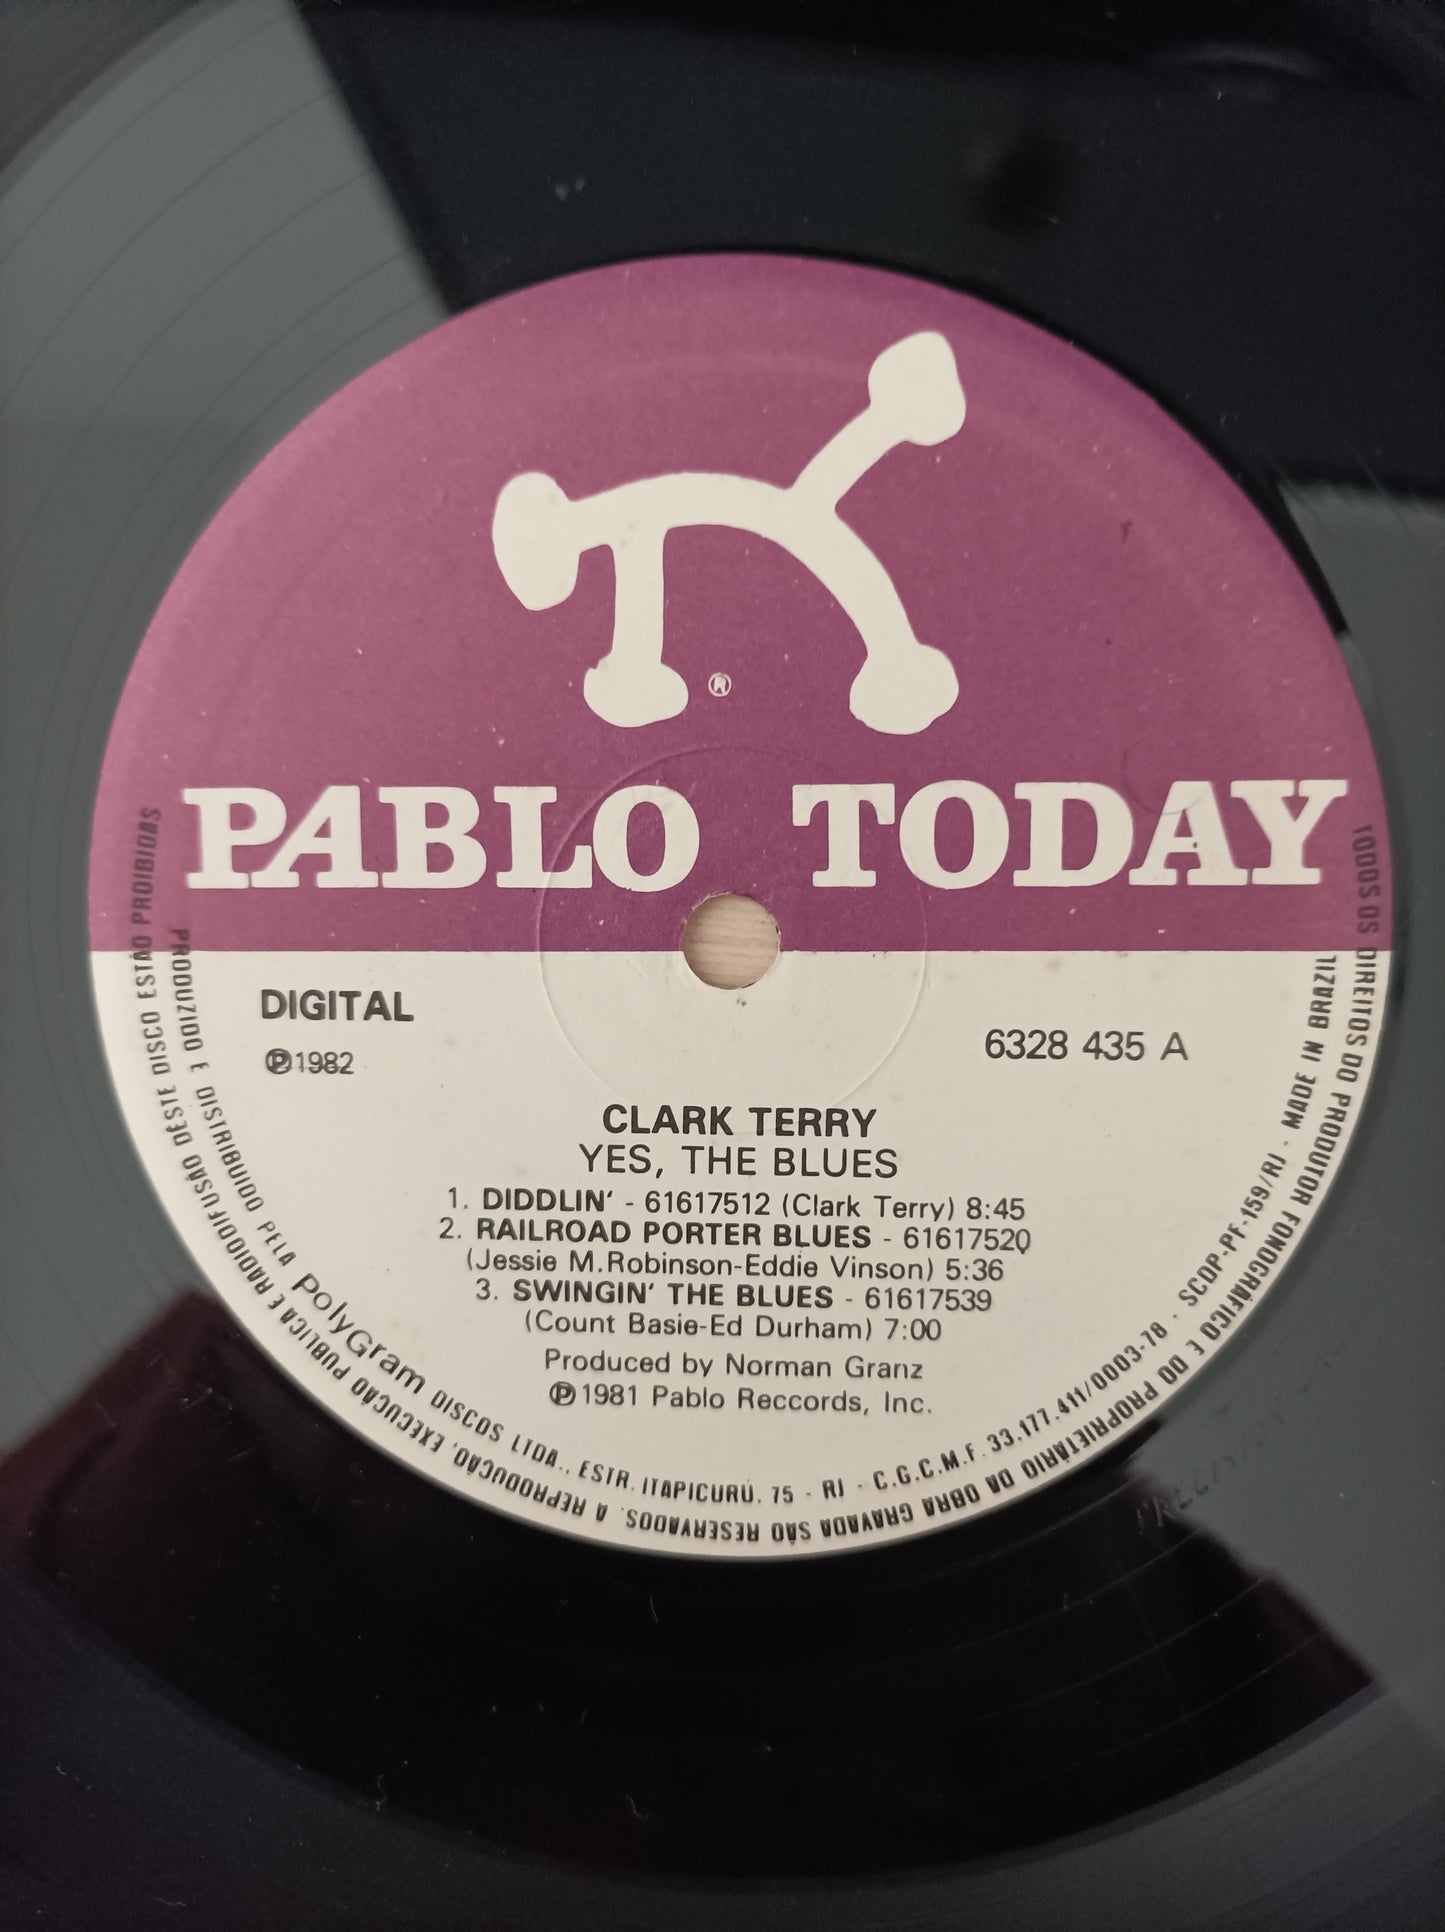 ®
PABLO TODAY
DIGITAL
℗1982
6328 435 A
CLARK TERRY
YES, THE BLUES
1. DIDDLIN' - 61617512 (Clark Terry) 8:45
2. RAILROAD PORTER BLUES - 61617520
(Jessie M.Robinson-Eddie Vinson) 5:36
3. SWINGIN' THE BLUES - 61617539
(Count Basie-Ed Durham) 7:00
Produced by Norman Granz
℗1981 Pablo Reccords, Inc.
PRODUZIDO E DISTRIBUIDO PELA PolyGram DISCOS LTDA., ESTR. ITAPICURÚ, 75 - RJ - C.G.C.M.F. 33.177.411/0003-78 - SCDP-PF-159/RJ - MADE IN BRAZIL
TODOS OS DIREITOS DO PRODUTOR FONOGRÁFICO E DO PROPRIETÁRIO DA OBRA GRAVADA SÃO RESERVADOS. A REPRODUÇÃO, EXECUÇÃO PÚBLICA E RADIODIFUSÃO DESTE DISCO ESTÃO PROIBIDAS